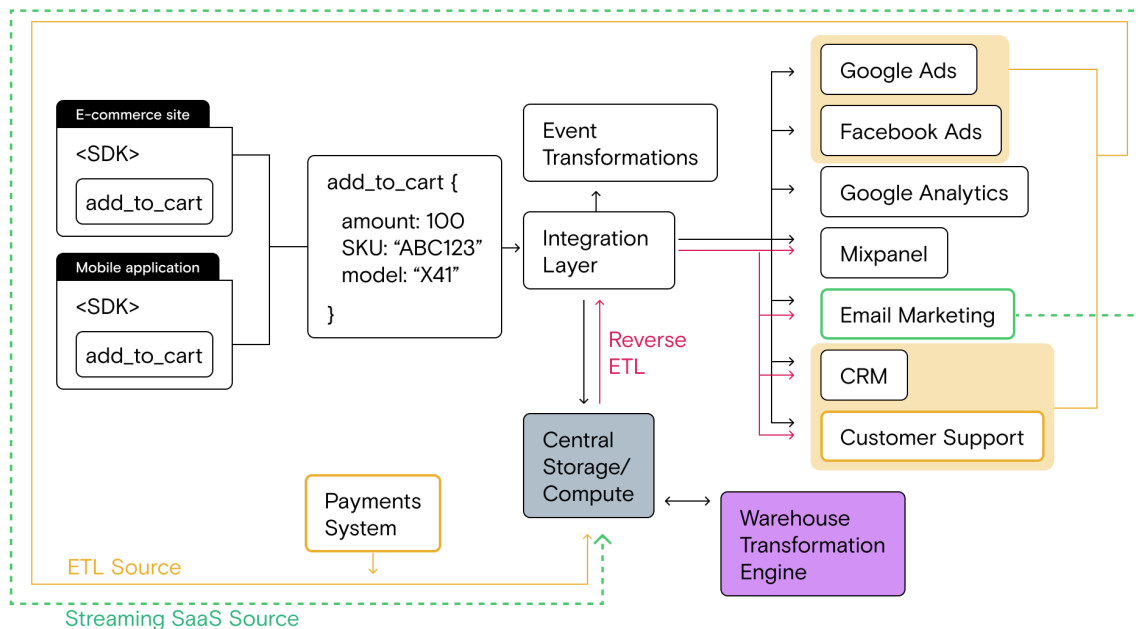 E-commerce site
<SDK>
add_to_cart
Mobile application
<SDK>
add_to_cart
add_to_cart {
amount: 100
SKU: “ABC123”
model: “X41”
}
Event
Transformations
Integration
Layer
Reverse
ETL
Central
Storage/
Compute
Warehouse
Transformation
Engine
Payments
System
Google Ads
Facebook Ads
Google Analytics
Mixpanel
Email Marketing
CRM
Customer Support
ETL Source
Streaming SaaS Source